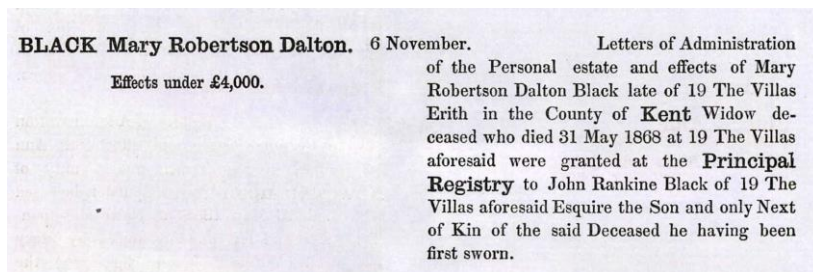 BLACK Mary Robertson Dalton. 6 November. Letters of Administration
Effects under £4,000.
of the Personal estate and effects of Mary
Robertson Dalton Black late of 19 The Villas
Erith in the County of Kent Widow de-
ceased who died 31 May 1868 at 19 The Villas
aforesaid were granted at the Principal
Registry to John Rankine Black of 19 The
Villas aforesaid Esquire the Son and only Next
of Kin of the said Deceased he having been
first sworn.